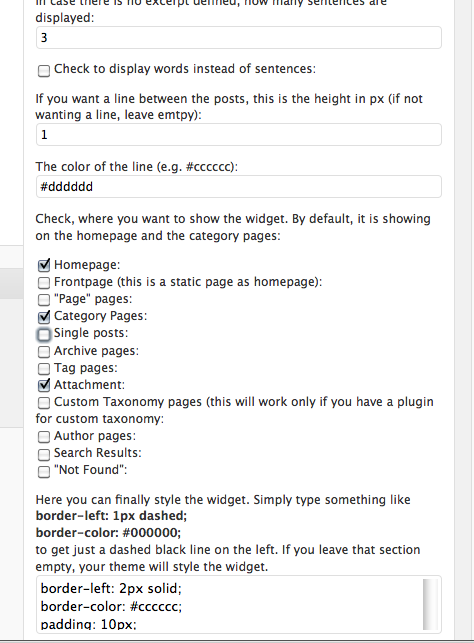 In case there is no excerpt defined, how many sentences are
displayed:
3
Check to display words instead of sentences:
If you want a line between the posts, this is the height in px (if not
wanting a line, leave emtpy):
1
The color of the line (e.g. #cccccc):
#dddddd
Check, where you want to show the widget. By default, it is showing
on the homepage and the category pages:
Homepage:
Frontpage (this is a static page as homepage):
"Page" pages:
Category Pages:
Single posts:
Archive pages:
Tag pages:
Attachment:
Custom Taxonomy pages (this will work only if you have a plugin
for custom taxonomy:
Author pages:
Search Results:
"Not Found":
Here you can finally style the widget. Simply type something like
border-left: 1px dashed;
border-color: #000000;
to get just a dashed black line on the left. If you leave that section
empty, your theme will style the widget.
border-left: 2px solid;
border-color: #cccccc;
padding: 10px;